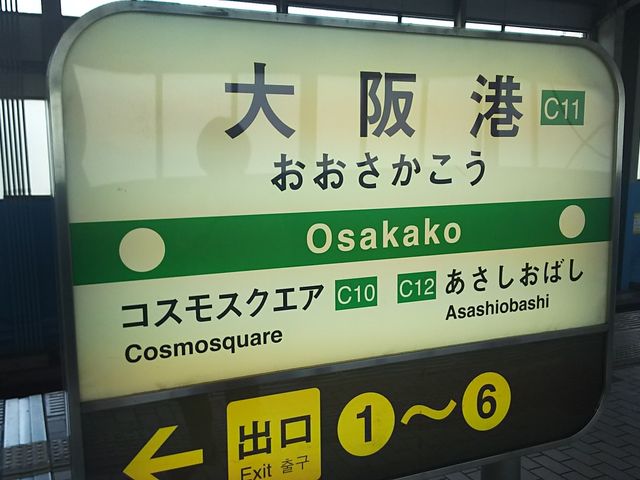 大阪港 C11
おおさかこう
Osakako
コスモスクエア C10 C12 あさしおばし
Cosmosquare Asashiobashi
← 出口 1～6
Exit 출구